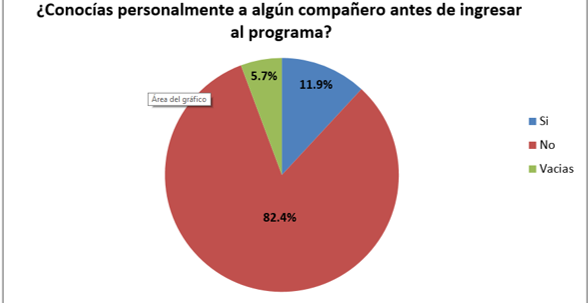 ¿Conocías personalmente a algún compañero antes de ingresar
al programa?
5.7%
11.9%
Área del gráfico
Si
No
Vacias
82.4%